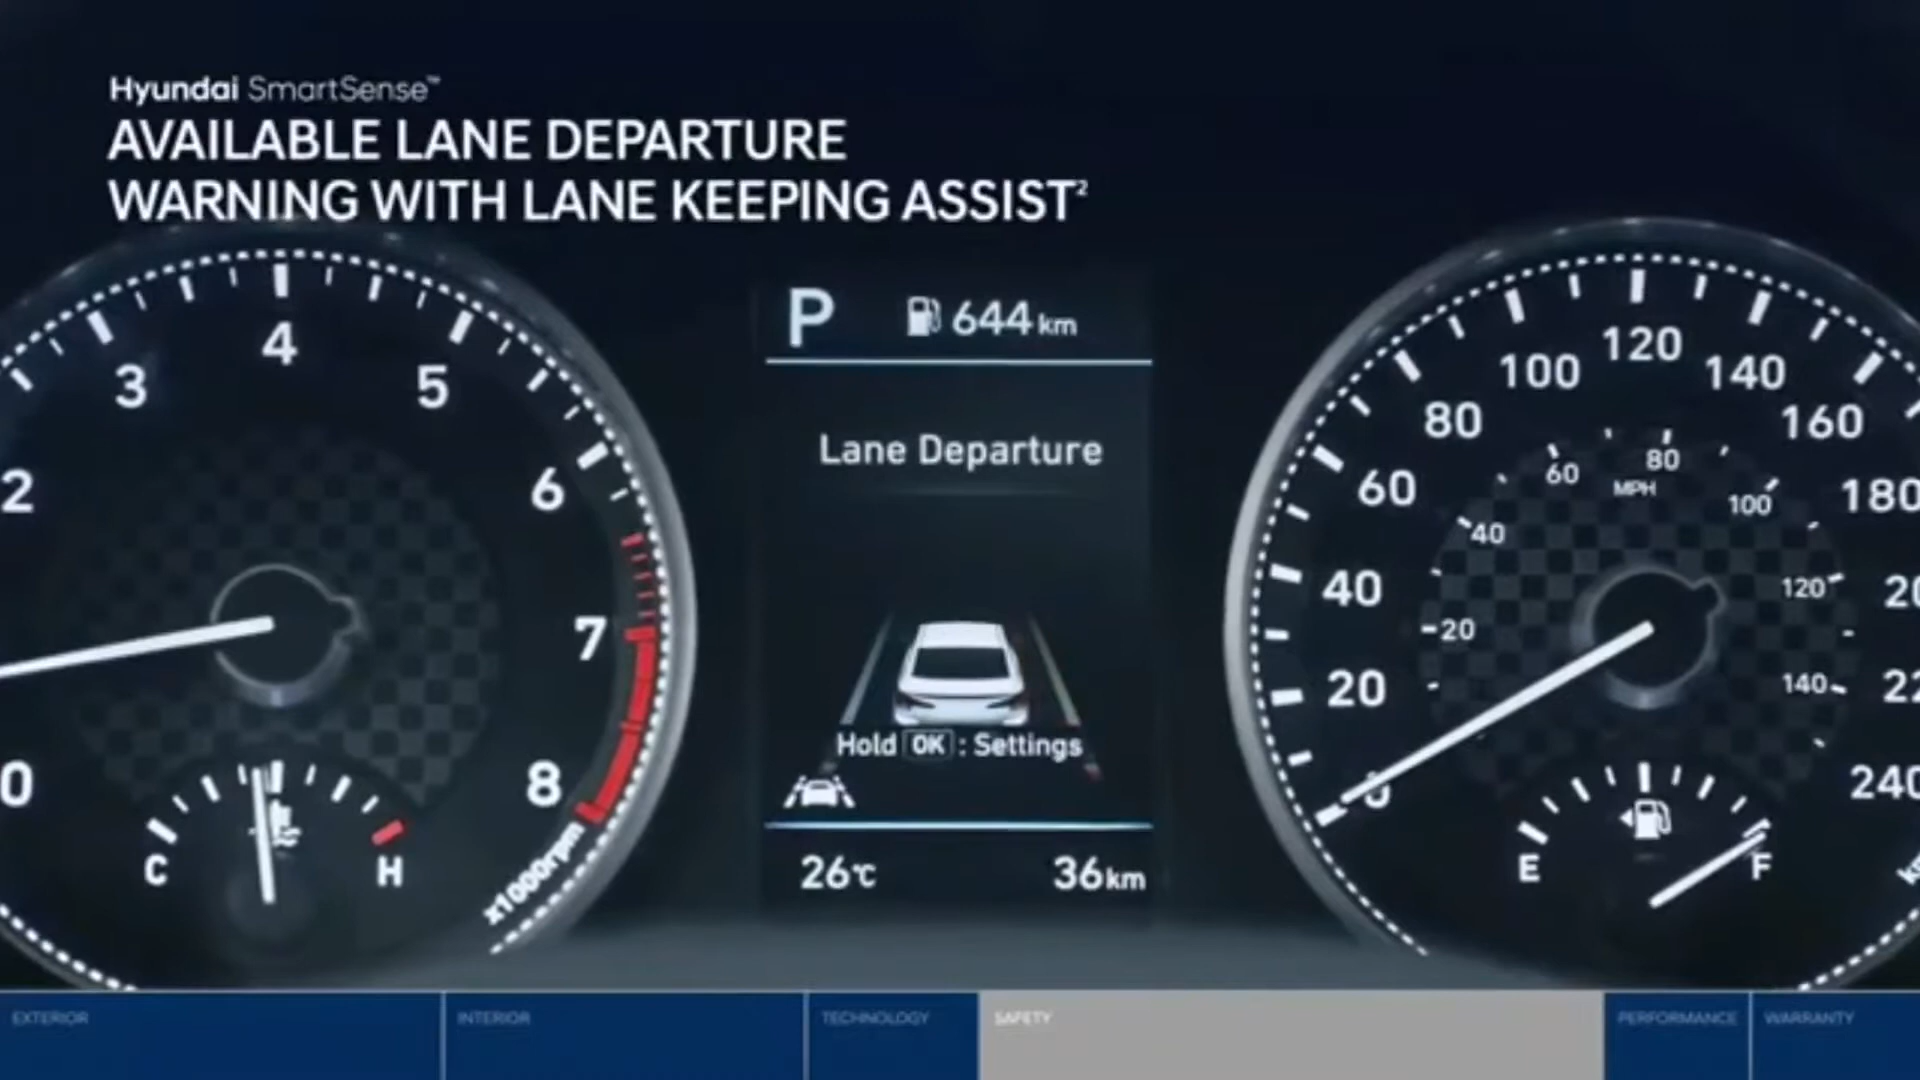 Hyundai SmartSense™
AVAILABLE LANE DEPARTURE
WARNING WITH LANE KEEPING ASSIST²
P 644 km
Lane Departure
Hold OK : Settings
26℃ 36km
0 2 3 4 5 6 7 8
x1000rpm
C H
0 20 40 60 80 100 120 140 160 180 240
20 40 60 80 100 120 140
MPH
E F
EXTERIOR INTERIOR TECHNOLOGY SAFETY PERFORMANCE WARRANTY